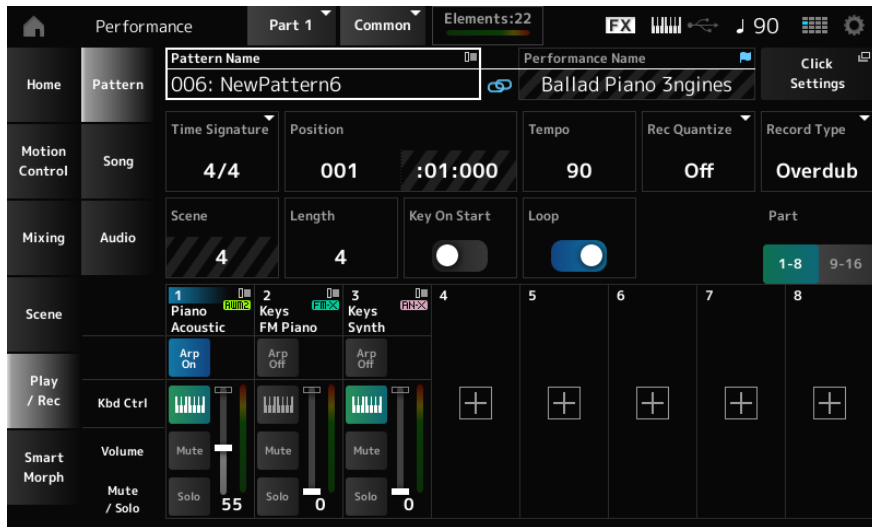 Performance
Part 1
Common
Elements:22
FX
♩ 90
Home
Pattern
Pattern Name
006: NewPattern6
Performance Name
Ballad Piano 3ngines
Click
Settings
Motion
Control
Song
Time Signature
4/4
Position
001
:01:000
Tempo
90
Rec Quantize
Off
Record Type
Overdub
Mixing
Audio
Scene
4
Length
4
Key On Start
Loop
Part
1-8
9-16
Scene
1
Piano
Acoustic
AWM2
2
Keys
FM Piano
FM-X
3
Keys
Synth
AN-X
4
5
6
7
8
Arp
On
Arp
Off
Arp
Off
Play
/ Rec
Kbd Ctrl
Smart
Morph
Volume
Mute
Mute
Mute
Mute
/ Solo
Solo
55
Solo
0
Solo
0